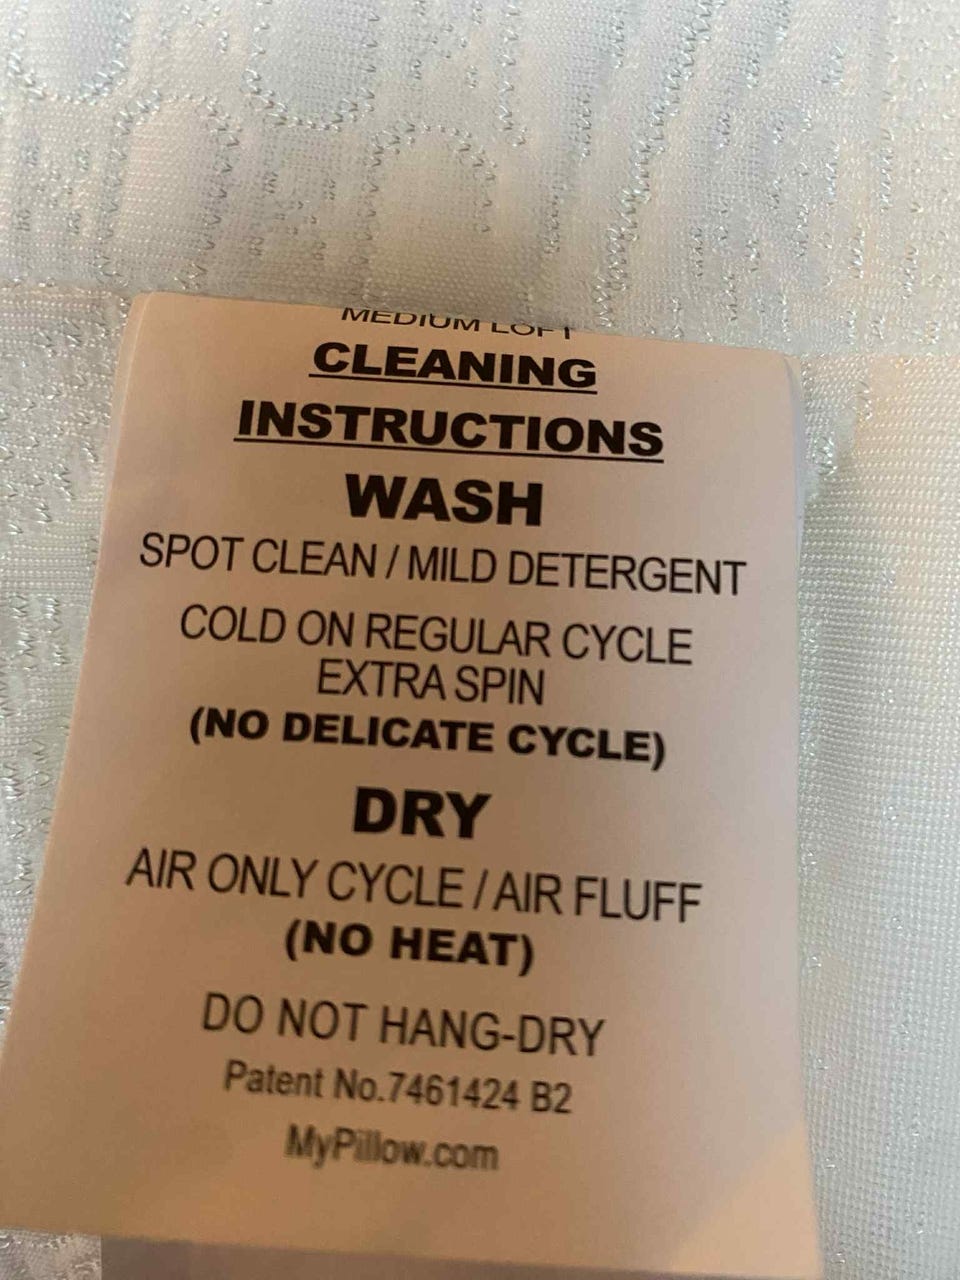 MEDIUM LOFT
CLEANING
INSTRUCTIONS
WASH
SPOT CLEAN / MILD DETERGENT
COLD ON REGULAR CYCLE
EXTRA SPIN
(NO DELICATE CYCLE)
DRY
AIR ONLY CYCLE / AIR FLUFF
(NO HEAT)
DO NOT HANG-DRY
Patent No.7461424 B2
MyPillow.com